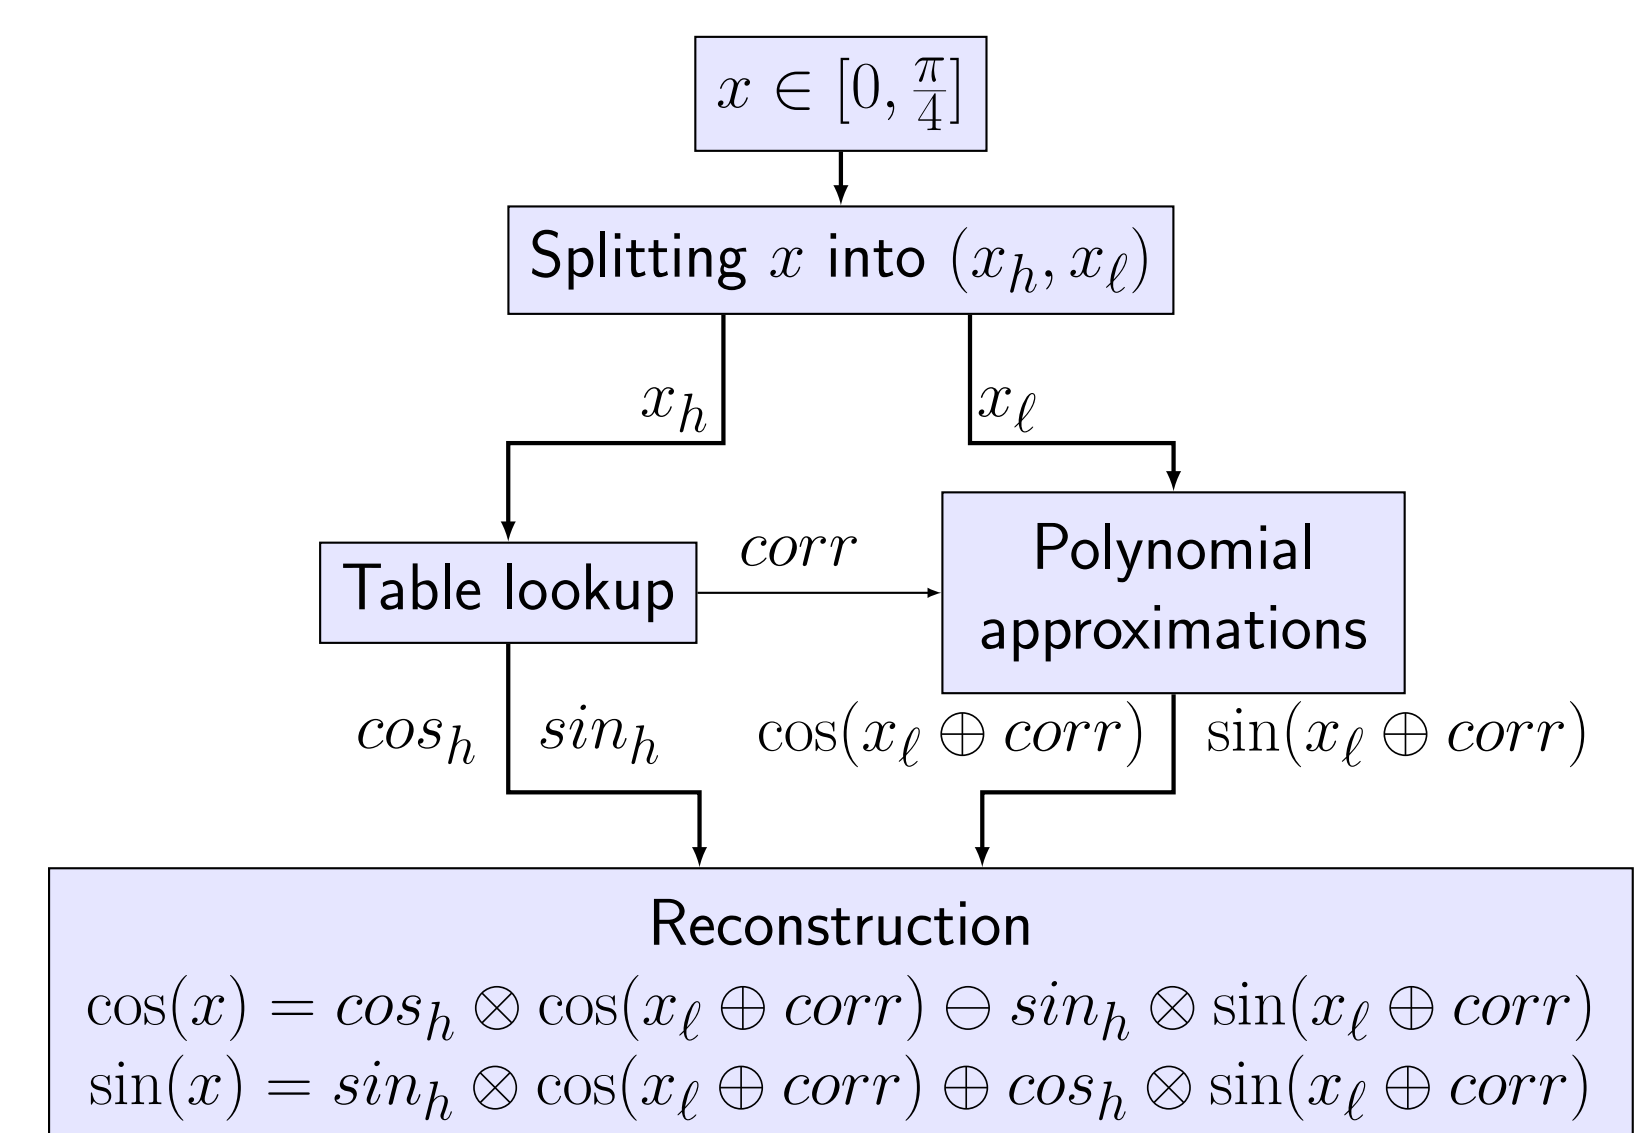 x ∈ [0, π/4]
Splitting x into (x_h, x_ℓ)
x_h x_ℓ
corr
Table lookup
Polynomial
approximations
cos_h sin_h cos(x_ℓ ⊕ corr) sin(x_ℓ ⊕ corr)
Reconstruction
cos(x) = cos_h ⊗ cos(x_ℓ ⊕ corr) ⊖ sin_h ⊗ sin(x_ℓ ⊕ corr)
sin(x) = sin_h ⊗ cos(x_ℓ ⊕ corr) ⊕ cos_h ⊗ sin(x_ℓ ⊕ corr)